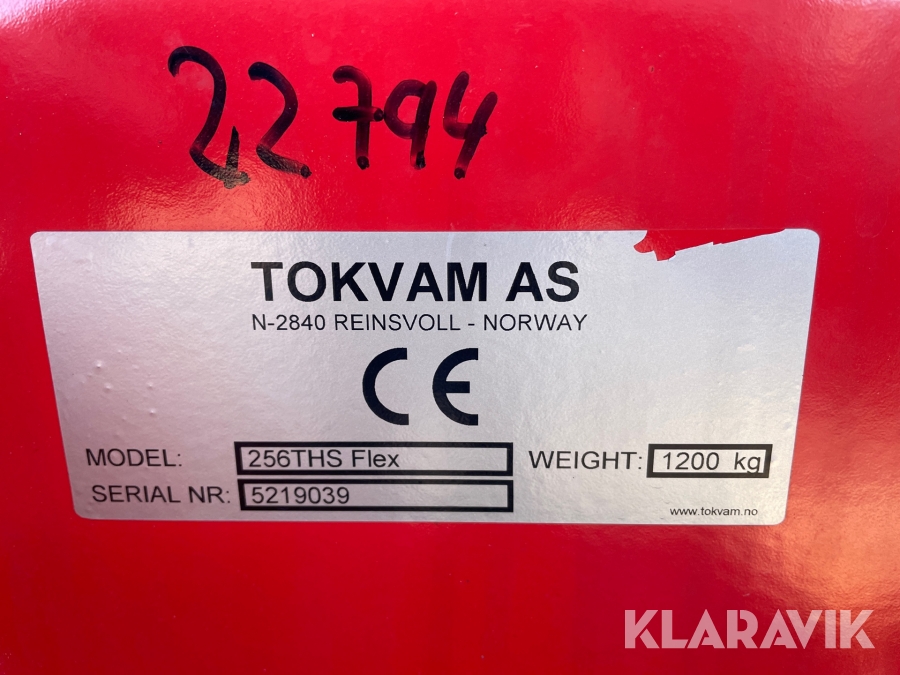 22794
TOKVAM AS
N-2840 REINSVOLL - NORWAY
CE
MODEL: 256THS Flex WEIGHT: 1200 kg
SERIAL NR: 5219039
www.tokvam.no
KLARAVIK